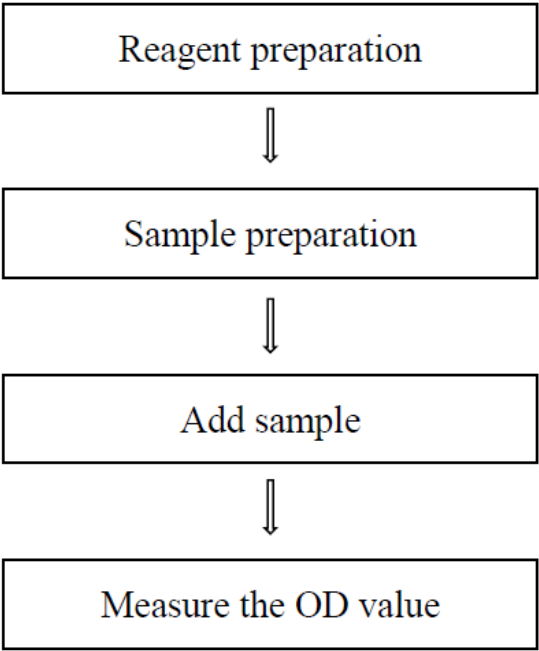 Reagent preparation
Sample preparation
Add sample
Measure the OD value